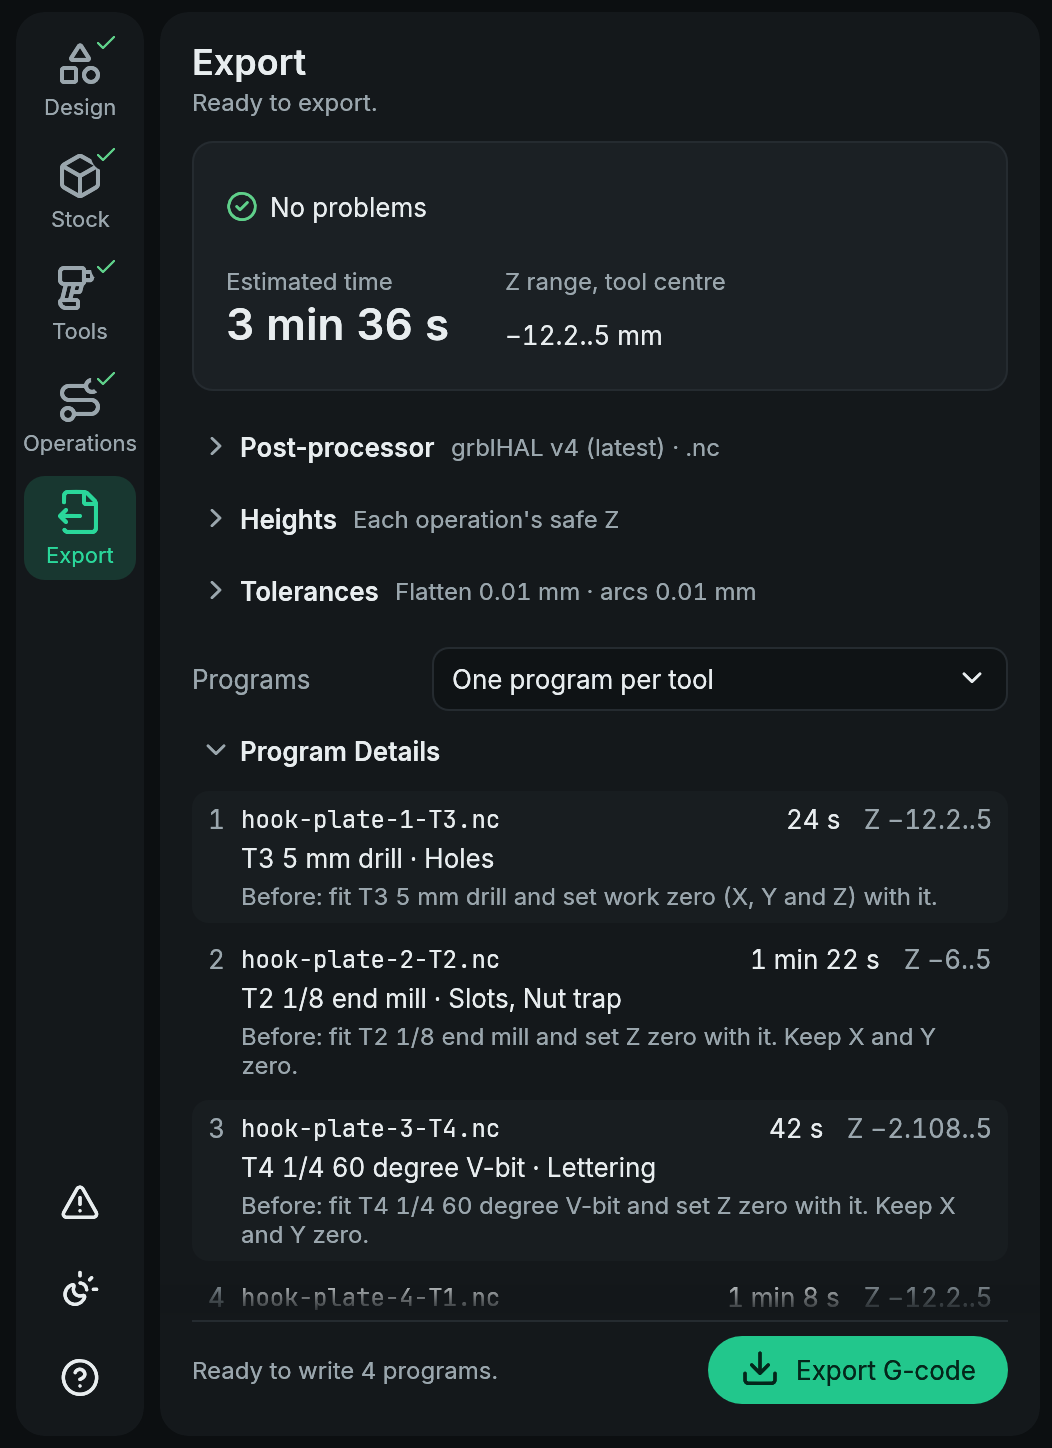 Design
Stock
Tools
Operations
Export
Export
Ready to export.
No problems
Estimated time
3 min 36 s
Z range, tool centre
−12.2..5 mm
Post-processor grblHAL v4 (latest) · .nc
Heights Each operation's safe Z
Tolerances Flatten 0.01 mm · arcs 0.01 mm
Programs
One program per tool
Program Details
1 hook-plate-1-T3.nc 24 s Z −12.2..5
T3 5 mm drill · Holes
Before: fit T3 5 mm drill and set work zero (X, Y and Z) with it.
2 hook-plate-2-T2.nc 1 min 22 s Z −6..5
T2 1/8 end mill · Slots, Nut trap
Before: fit T2 1/8 end mill and set Z zero with it. Keep X and Y
zero.
3 hook-plate-3-T4.nc 42 s Z −2.108..5
T4 1/4 60 degree V-bit · Lettering
Before: fit T4 1/4 60 degree V-bit and set Z zero with it. Keep X
and Y zero.
4 hook-plate-4-T1.nc 1 min 8 s Z −12.2..5
Ready to write 4 programs.
Export G-code